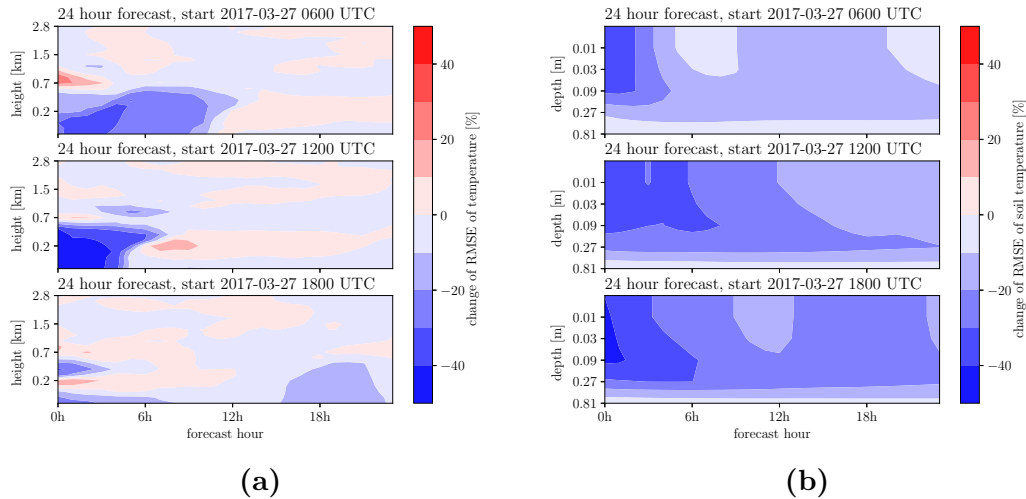 24 hour forecast, start 2017-03-27 0600 UTC
2.8
1.5
0.7
0.2
height [km]
24 hour forecast, start 2017-03-27 1200 UTC
2.8
1.5
0.7
0.2
height [km]
24 hour forecast, start 2017-03-27 1800 UTC
2.8
1.5
0.7
0.2
height [km]
0h 6h 12h 18h
forecast hour
40
20
0
−20
−40
change of RMSE of temperature [%]
(a)
24 hour forecast, start 2017-03-27 0600 UTC
0.01
0.03
0.09
0.27
0.81
depth [m]
24 hour forecast, start 2017-03-27 1200 UTC
0.01
0.03
0.09
0.27
0.81
depth [m]
24 hour forecast, start 2017-03-27 1800 UTC
0.01
0.03
0.09
0.27
0.81
depth [m]
0h 6h 12h 18h
forecast hour
40
20
0
−20
−40
change of RMSE of soil temperature [%]
(b)